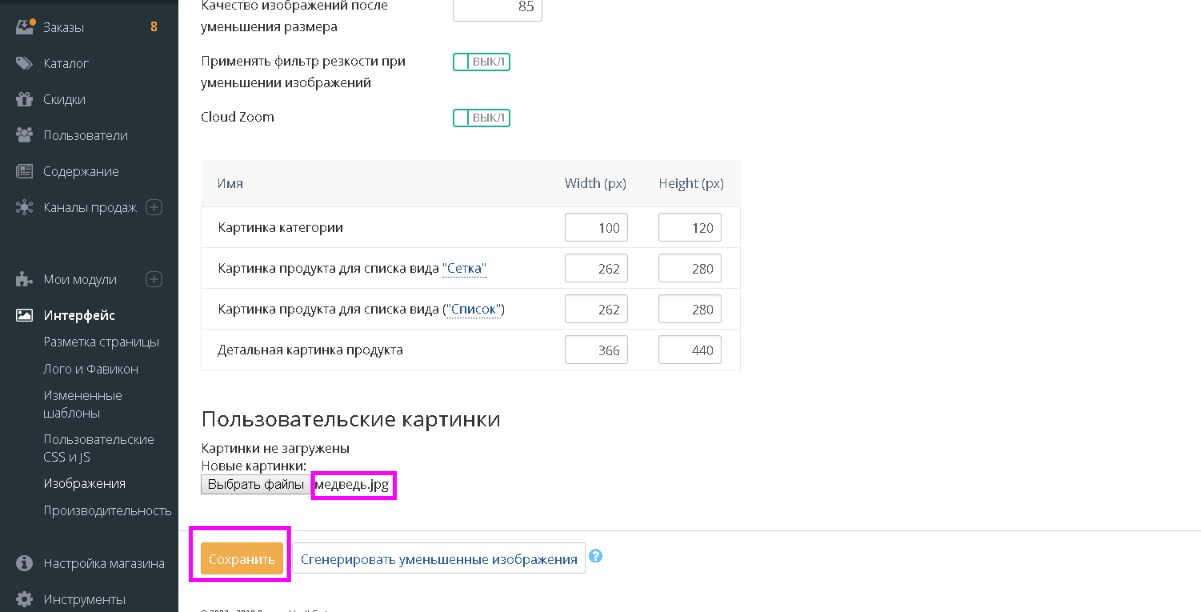 Заказы 8
Каталог
Скидки
Пользователи
Содержание
Каналы продаж
Мои модули
Интерфейс
Разметка страницы
Лого и Фавикон
Измененные
шаблоны
Пользовательские
CSS и JS
Изображения
Производительность
Настройка магазина
Инструменты
Качество изображений после 85
уменьшения размера
Применять фильтр резкости при ВЫКЛ
уменьшении изображений
Cloud Zoom ВЫКЛ
Имя Width (px) Height (px)
Картинка категории 100 120
Картинка продукта для списка вида "Сетка" 262 280
Картинка продукта для списка вида ("Список") 262 280
Детальная картинка продукта 366 440
Пользовательские картинки
Картинки не загружены
Новые картинки:
Выбрать файлы медведь.jpg
Сохранить Сгенерировать уменьшенные изображения ?